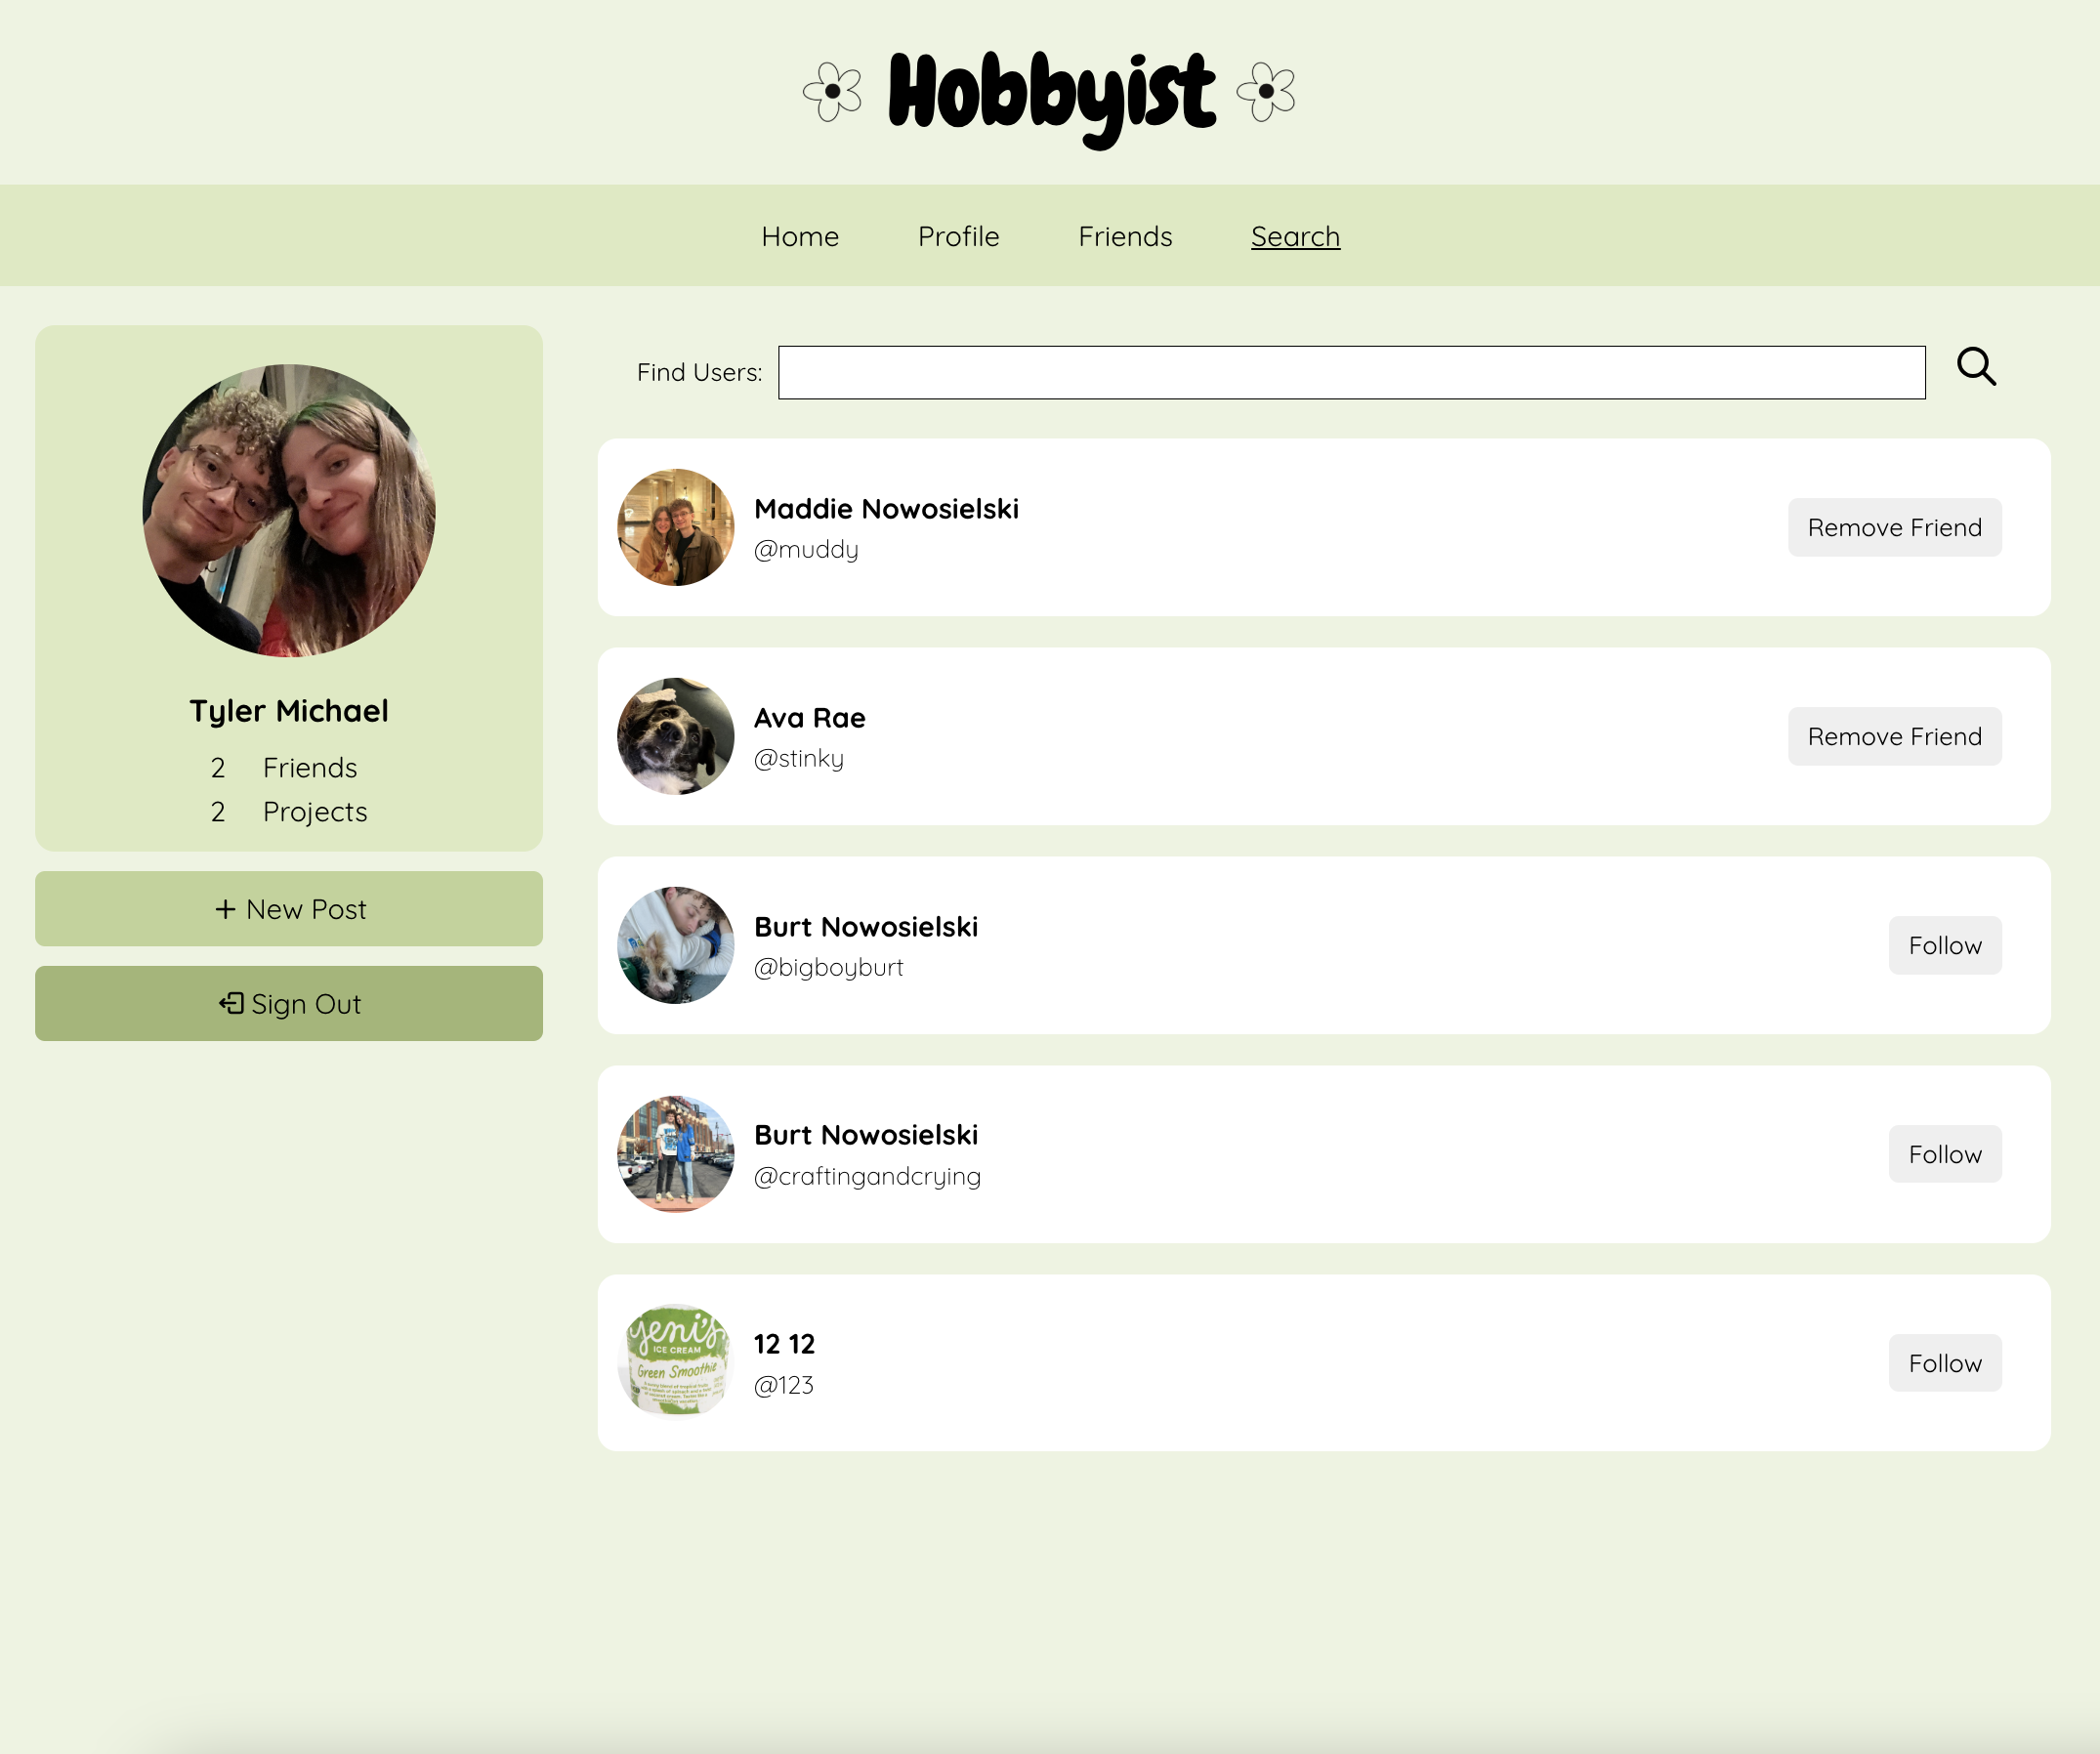 Hobbyist
Home Profile Friends Search
Find Users:
Tyler Michael
2 Friends
2 Projects
+ New Post
Sign Out
Maddie Nowosielski
@muddy
Remove Friend
Ava Rae
@stinky
Remove Friend
Burt Nowosielski
@bigboyburt
Follow
Burt Nowosielski
@craftingandcrying
Follow
yeni's
ICE CREAM
Green Smoothie
12 12
@123
Follow